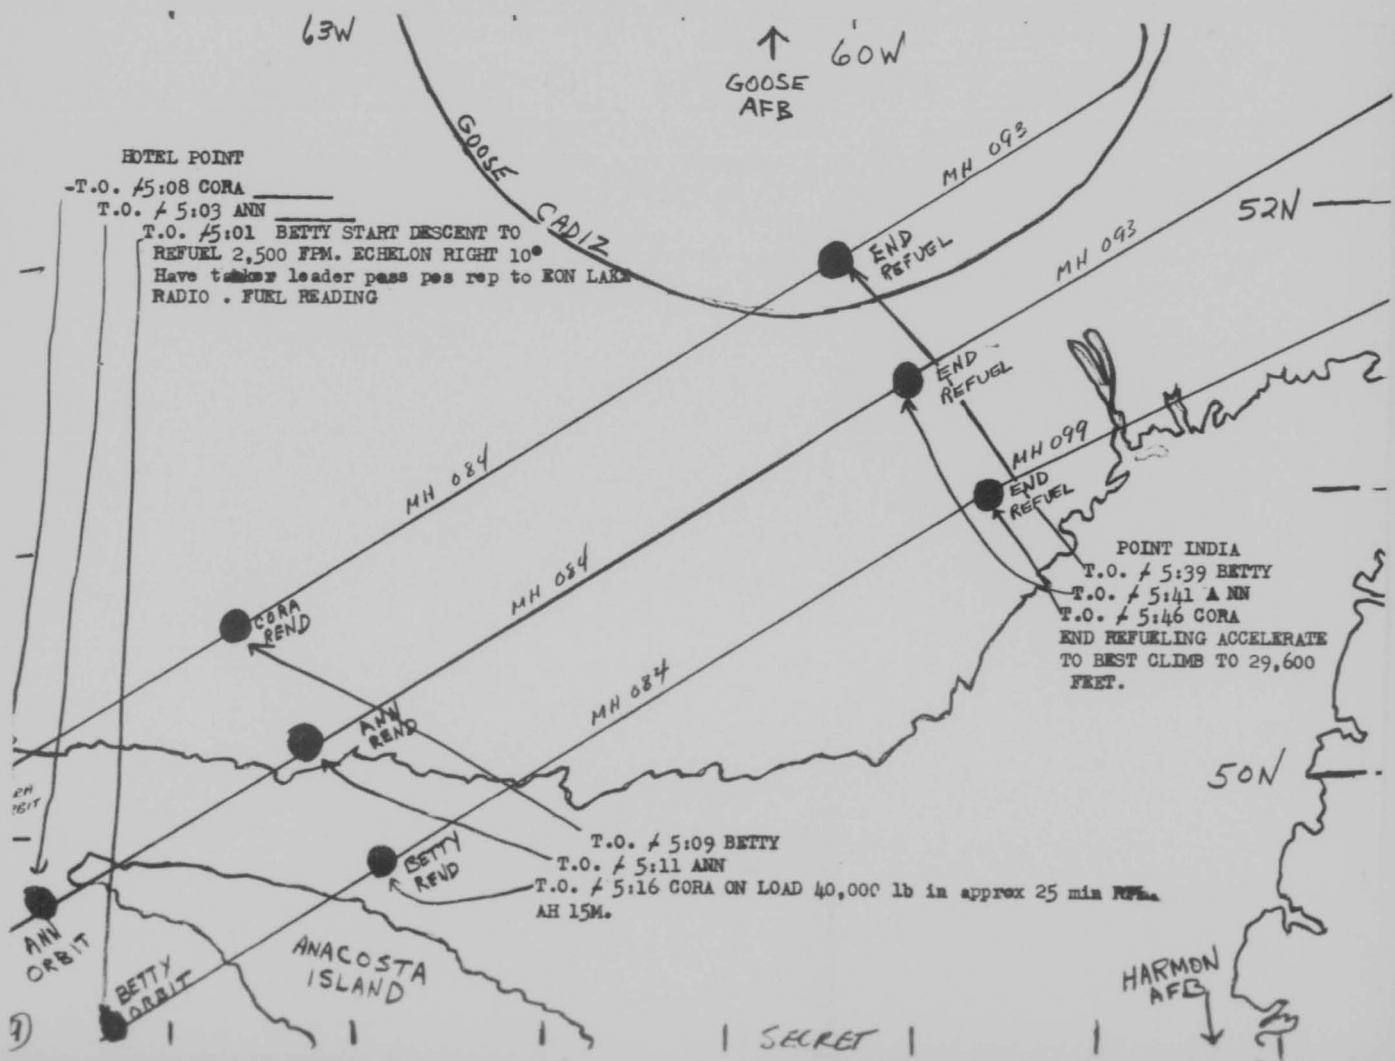 63W
↑ 60W
GOOSE
AFB
GOOSE CADIZ
MH 093
HOTEL POINT
-T.O. ≠5:08 CORA ______
T.O. ≠ 5:03 ANN ______
T.O. ≠5:01 BETTY START DESCENT TO
REFUEL 2,500 FPM. ECHELON RIGHT 10°
Have tanker leader pass pos rep to EON LAKE
RADIO . FUEL READING
52N
END
REFUEL
MH 093
END
REFUEL
MH 099
END
REFUEL
MH 084
MH 084
MH 084
POINT INDIA
T.O. ≠ 5:39 BETTY
T.O. ≠ 5:41 A NN
T.O. ≠ 5:46 CORA
END REFUELING ACCELERATE
TO BEST CLIMB TO 29,600
FEET.
CORA
REND
ANN
REND
50N
BETTY
REND
T.O. ≠ 5:09 BETTY
T.O. ≠ 5:11 ANN
T.O. ≠ 5:16 CORA ON LOAD 40,000 lb in approx 25 min
AH 15M.
ANN
ORBIT
BETTY
ORBIT
ANACOSTA
ISLAND
HARMON
AFB
SECRET